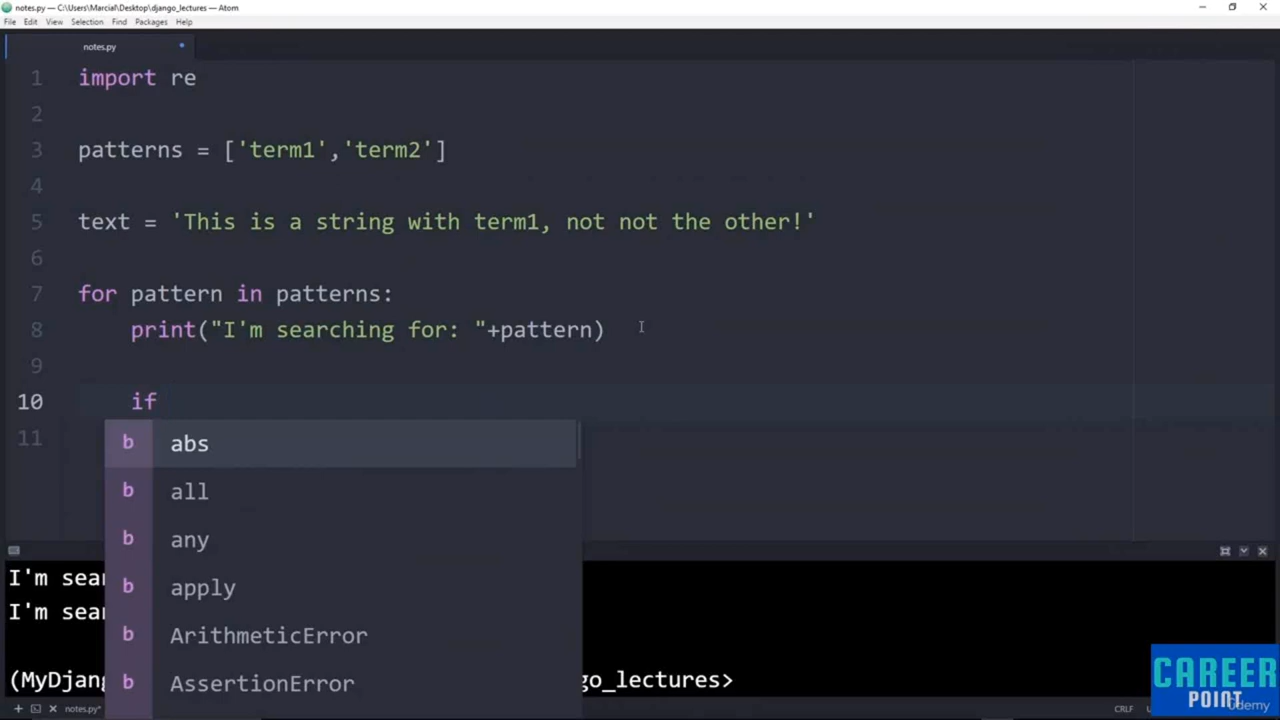 notes.py — C:\Users\Marcial\Desktop\django_lectures — Atom
File Edit View Selection Find Packages Help
notes.py
1 import re
2
3 patterns = ['term1','term2']
4
5 text = 'This is a string with term1, not not the other!'
6
7 for pattern in patterns:
8 print("I'm searching for: "+pattern)
9
10 if
11
b abs
b all
b any
b apply
b ArithmeticError
b AssertionError
I'm sear
I'm sear
(MyDjang go_lectures>
notes.py* CRLF
CAREER
POINT
Udemy